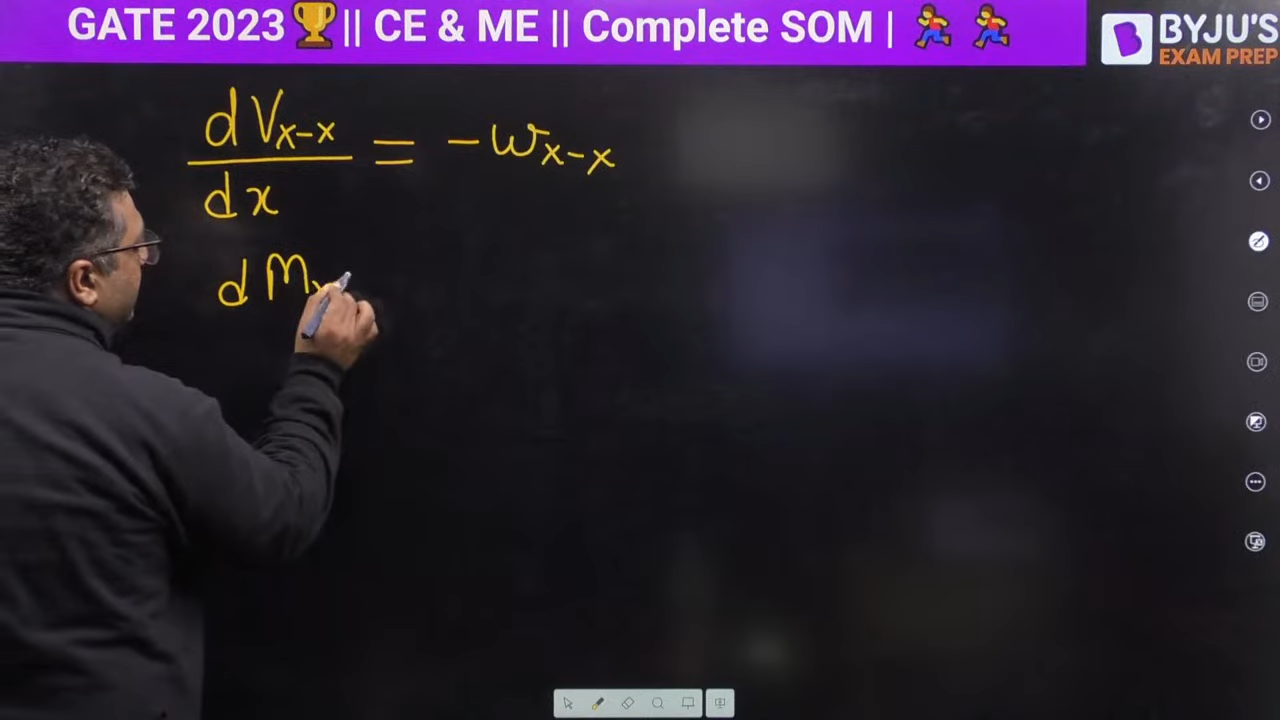 GATE 2023🏆|| CE & ME || Complete SOM | 🏃 🏃
BYJU'S
EXAM PREP
dVx-x
dx
= -wx-x
dM